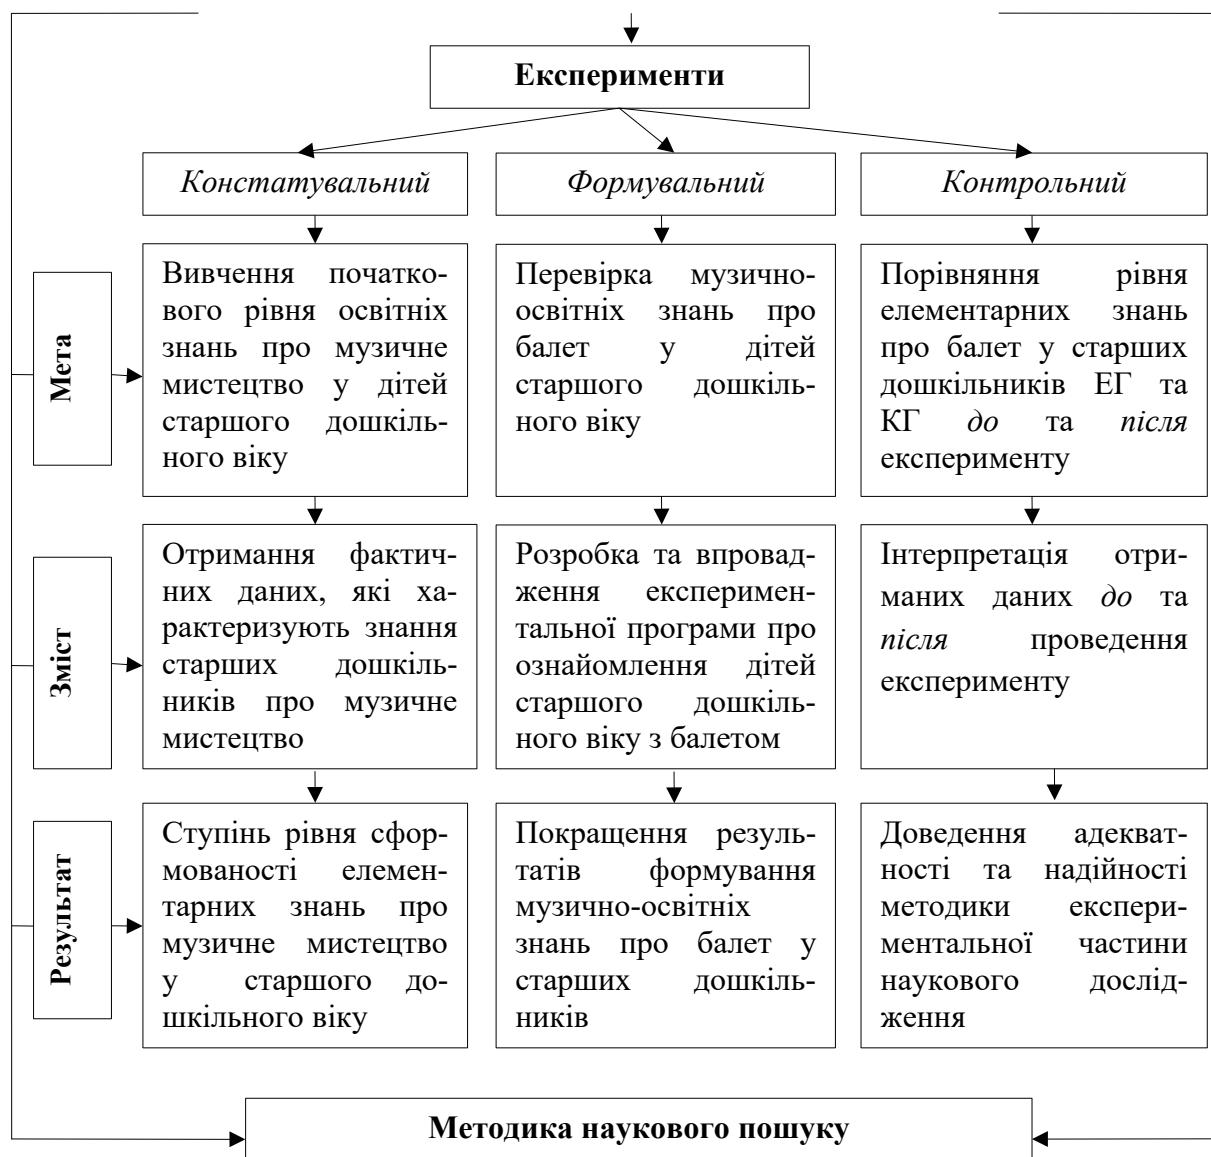 Експерименти
Констатувальний
Формувальний
Контрольний
Мета
Вивчення початко-
вого рівня освітніх
знань про музичне
мистецтво у дітей
старшого дошкіль-
ного віку
Перевірка музично-
освітніх знань про
балет у дітей
старшого дошкіль-
ного віку
Порівняння рівня
елементарних знань
про балет у старших
дошкільників ЕГ та
КГ до та після
експерименту
Зміст
Отримання фактич-
них даних, які ха-
рактеризують знання
старших дошкіль-
ників про музичне
мистецтво
Розробка та впровад-
ження експеримен-
тальної програми про
ознайомлення дітей
старшого дошкіль-
ного віку з балетом
Інтерпретація отри-
маних даних до та
після проведення
експерименту
Результат
Ступінь рівня сфор-
мованості елемен-
тарних знань про
музичне мистецтво
у старшого до-
шкільного віку
Покращення резуль-
татів формування
музично-освітніх
знань про балет у
старших дошкіль-
ників
Доведення адекват-
ності та надійності
методики експери-
ментальної частини
наукового дослід-
ження
Методика наукового пошуку